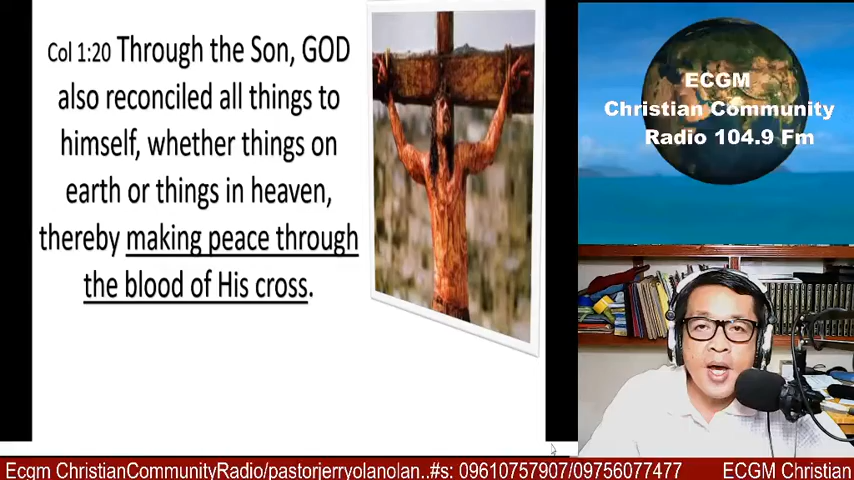 Col 1:20 Through the Son, GOD
also reconciled all things to
himself, whether things on
earth or things in heaven,
thereby making peace through
the blood of His cross.
ECGM
Christian Community
Radio 104.9 Fm
Ecgm ChristianCommunityRadio/pastorjerryolanolan..#s: 09610757907/09756077477 ECGM Christian